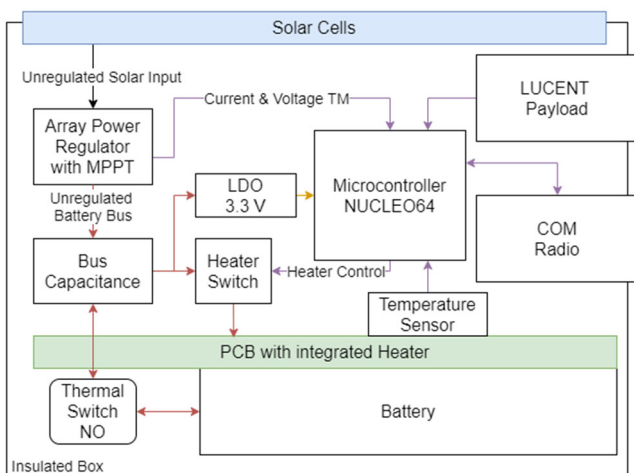 Solar Cells
Unregulated Solar Input
Current & Voltage TM
LUCENT
Payload
Array Power
Regulator
with MPPT
Unregulated
Battery Bus
LDO
3.3 V
Microcontroller
NUCLEO64
COM
Radio
Bus
Capacitance
Heater
Switch
Heater Control
Temperature
Sensor
PCB with integrated Heater
Thermal
Switch
NO
Battery
Insulated Box